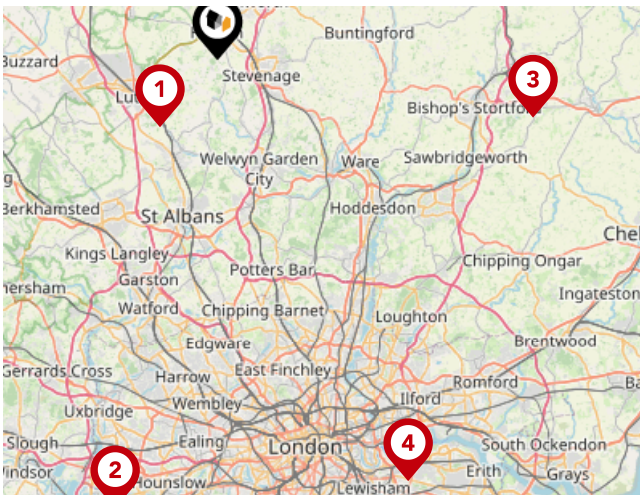 Buntingford
Buzzard
Stevenage
1
3
Bishop's Stortfo
Welwyn Garden
City
Ware
Sawbridgeworth
Berkhamsted
St Albans
Hoddesdon
Kings Langley
Potters Bar
Chipping Ongar
Garston
Ingateston
Watford
Chipping Barnet
Loughton
Edgware
Brentwood
Gerrards Cross
East Finchley
Harrow
Romford
Wembley
Ilford
Uxbridge
Slough
Ealing
London
4
South Ockendon
2
Hounslow
Lewisham
Erith
Grays